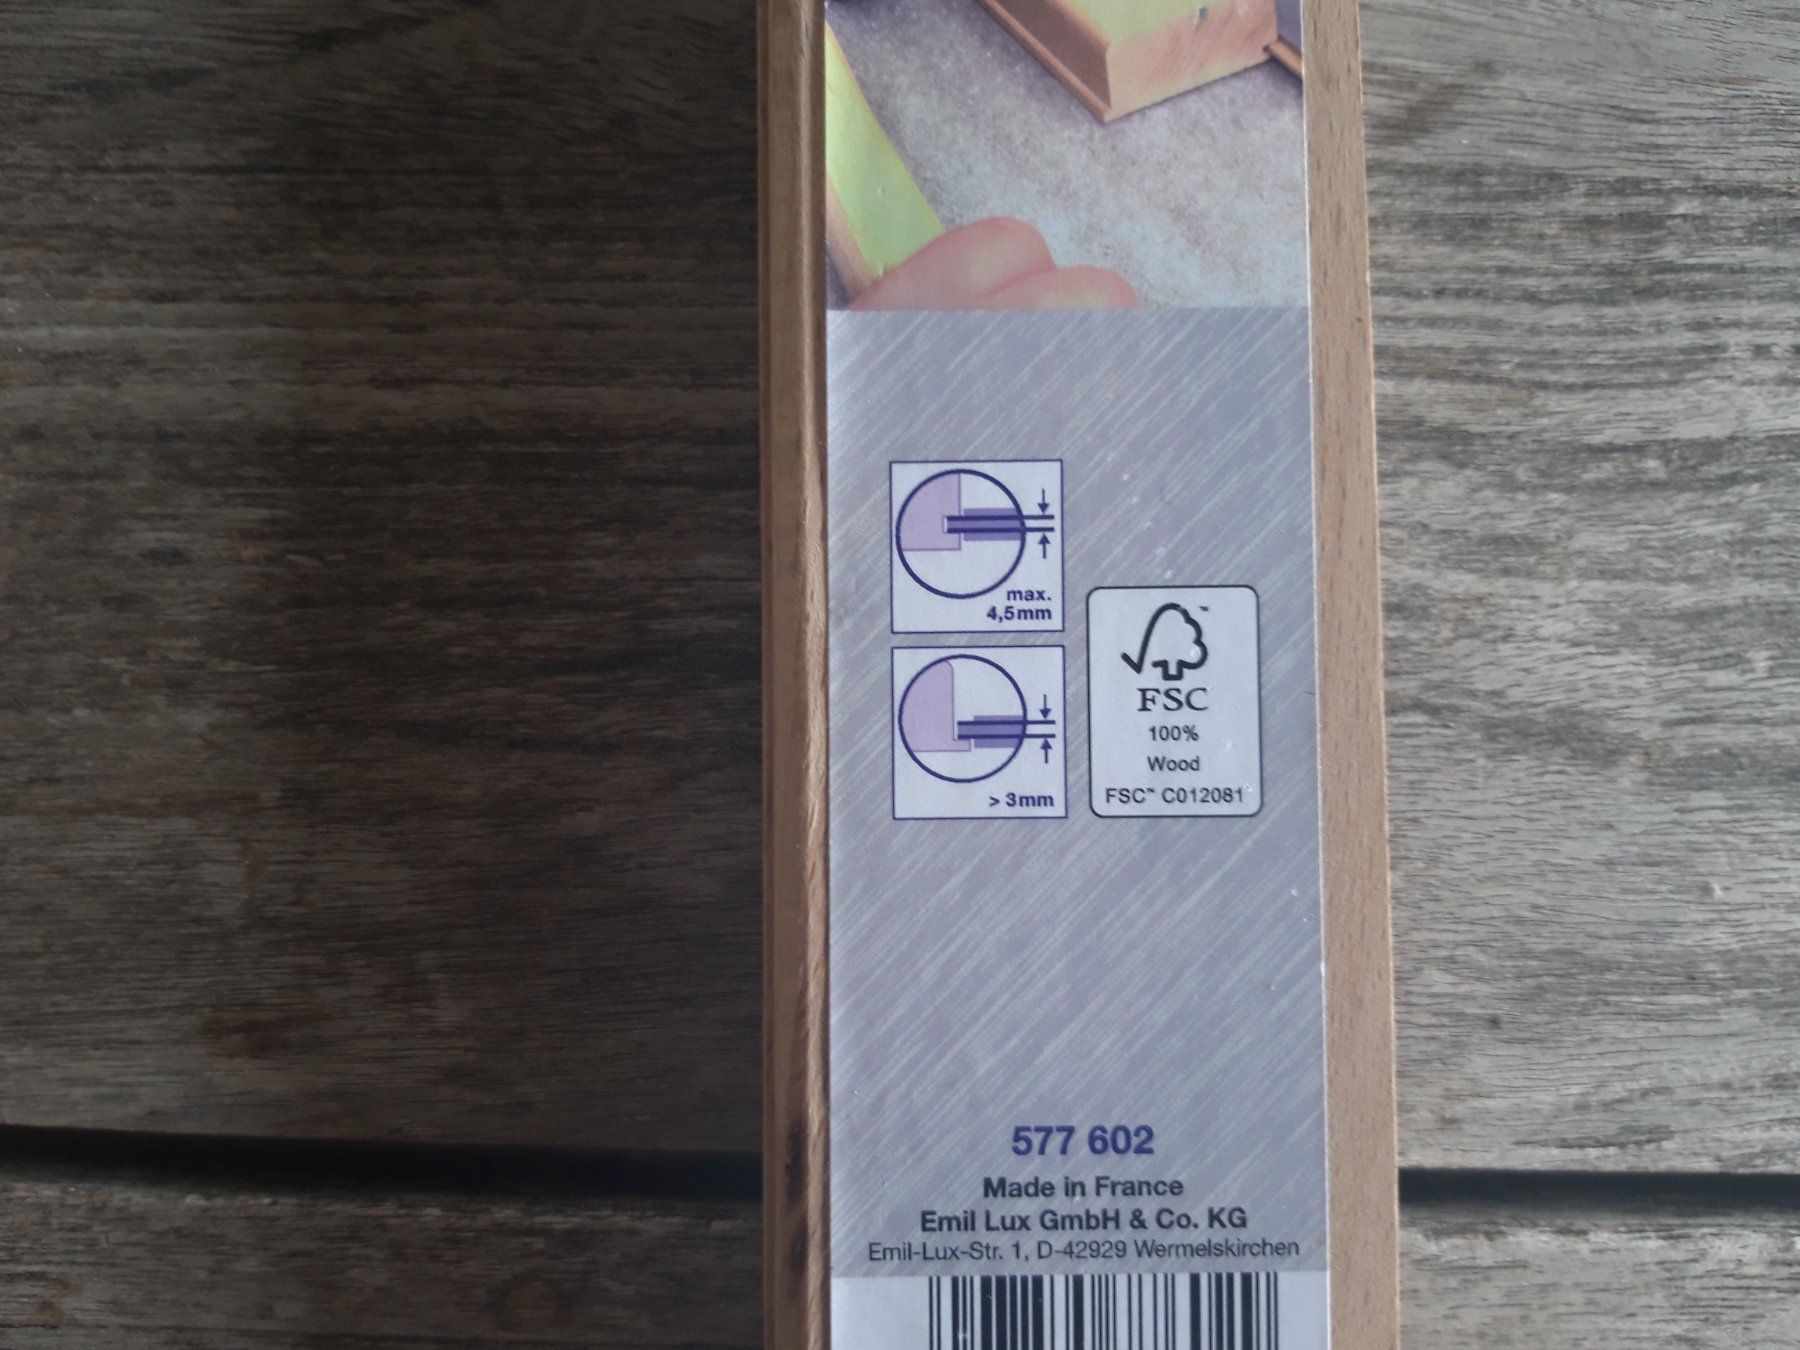 max.
4,5mm
> 3mm
™
FSC
100%
Wood
FSC™ C012081
577 602
Made in France
Emil Lux GmbH & Co. KG
Emil-Lux-Str. 1, D-42929 Wermelskirchen